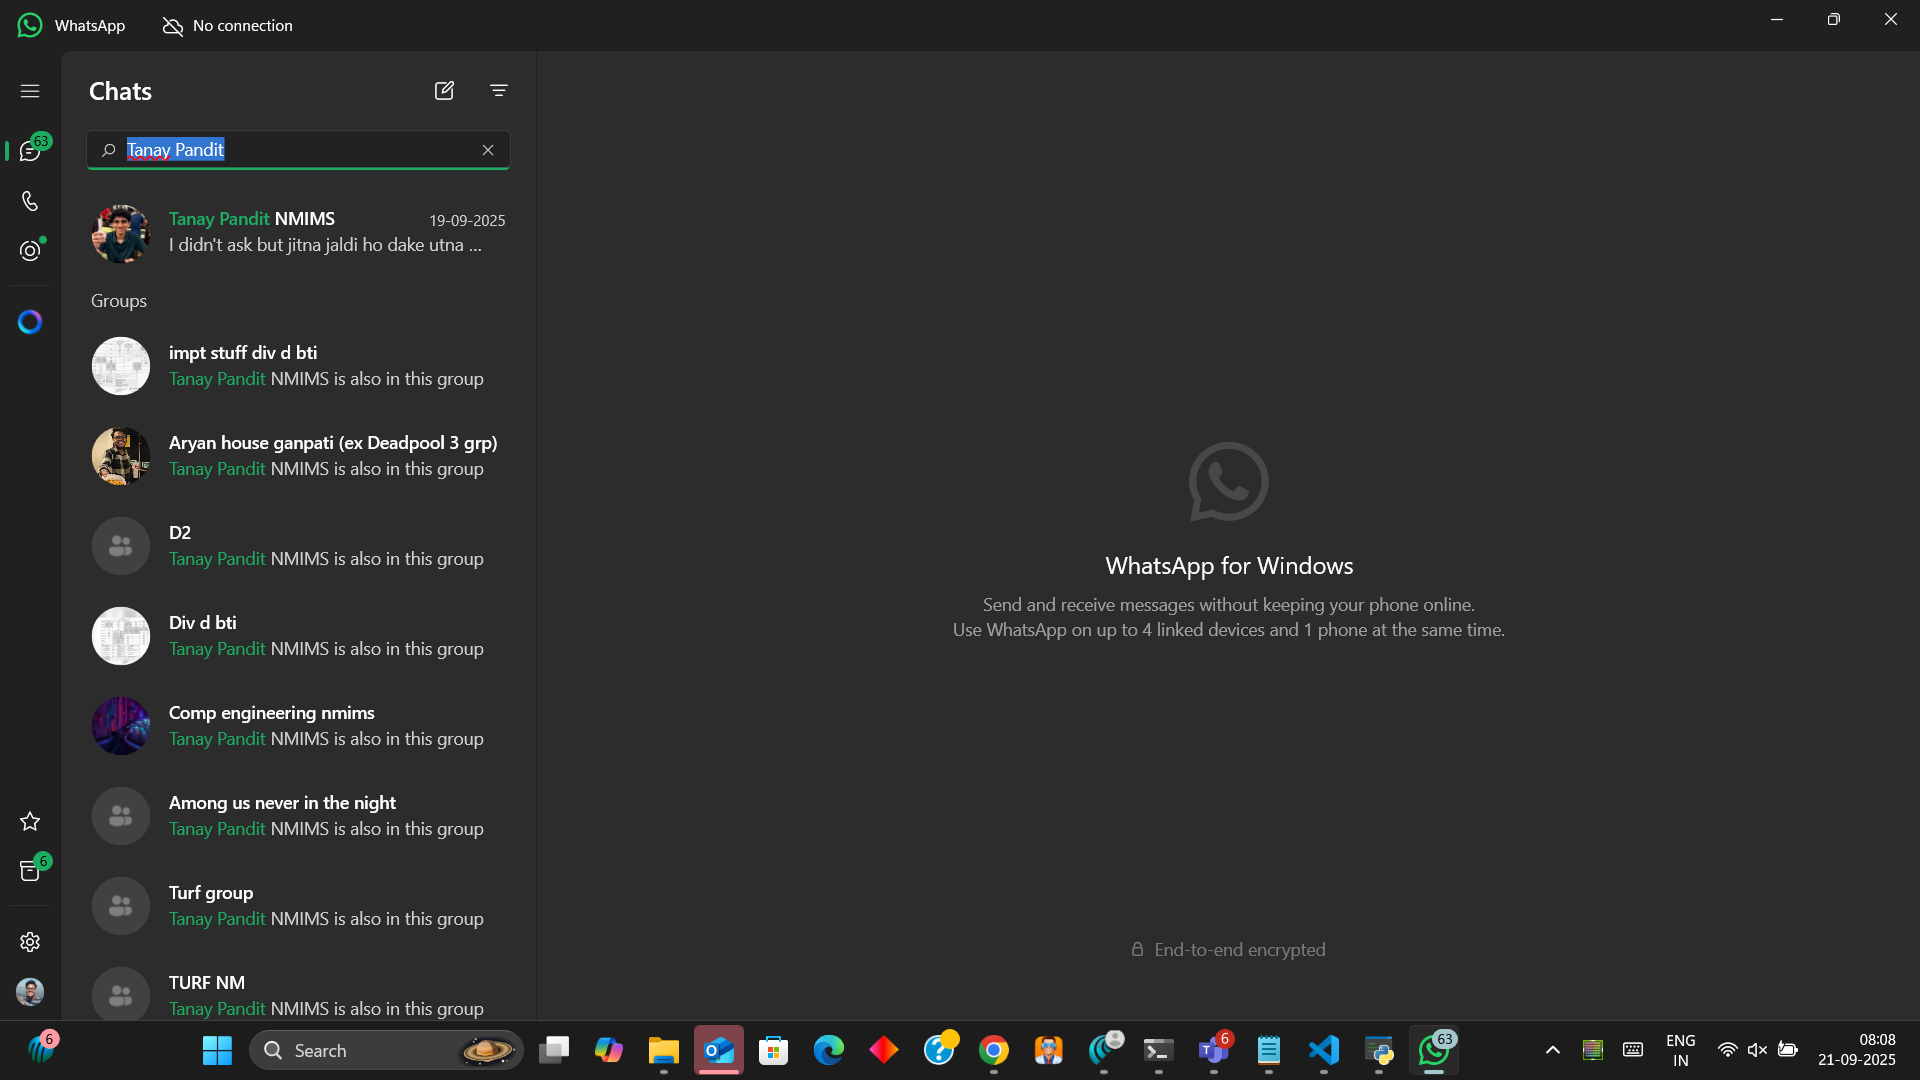 WhatsApp
No connection
Chats
63
Tanay Pandit
Tanay Pandit NMIMS
19-09-2025
I didn't ask but jitna jaldi ho dake utna ...
Groups
impt stuff div d bti
Tanay Pandit NMIMS is also in this group
Aryan house ganpati (ex Deadpool 3 grp)
Tanay Pandit NMIMS is also in this group
D2
Tanay Pandit NMIMS is also in this group
Div d bti
Tanay Pandit NMIMS is also in this group
Comp engineering nmims
Tanay Pandit NMIMS is also in this group
Among us never in the night
Tanay Pandit NMIMS is also in this group
6
Turf group
Tanay Pandit NMIMS is also in this group
TURF NM
Tanay Pandit NMIMS is also in this group
WhatsApp for Windows
Send and receive messages without keeping your phone online.
Use WhatsApp on up to 4 linked devices and 1 phone at the same time.
End-to-end encrypted
6
Search
6
63
ENG
IN
08:08
21-09-2025